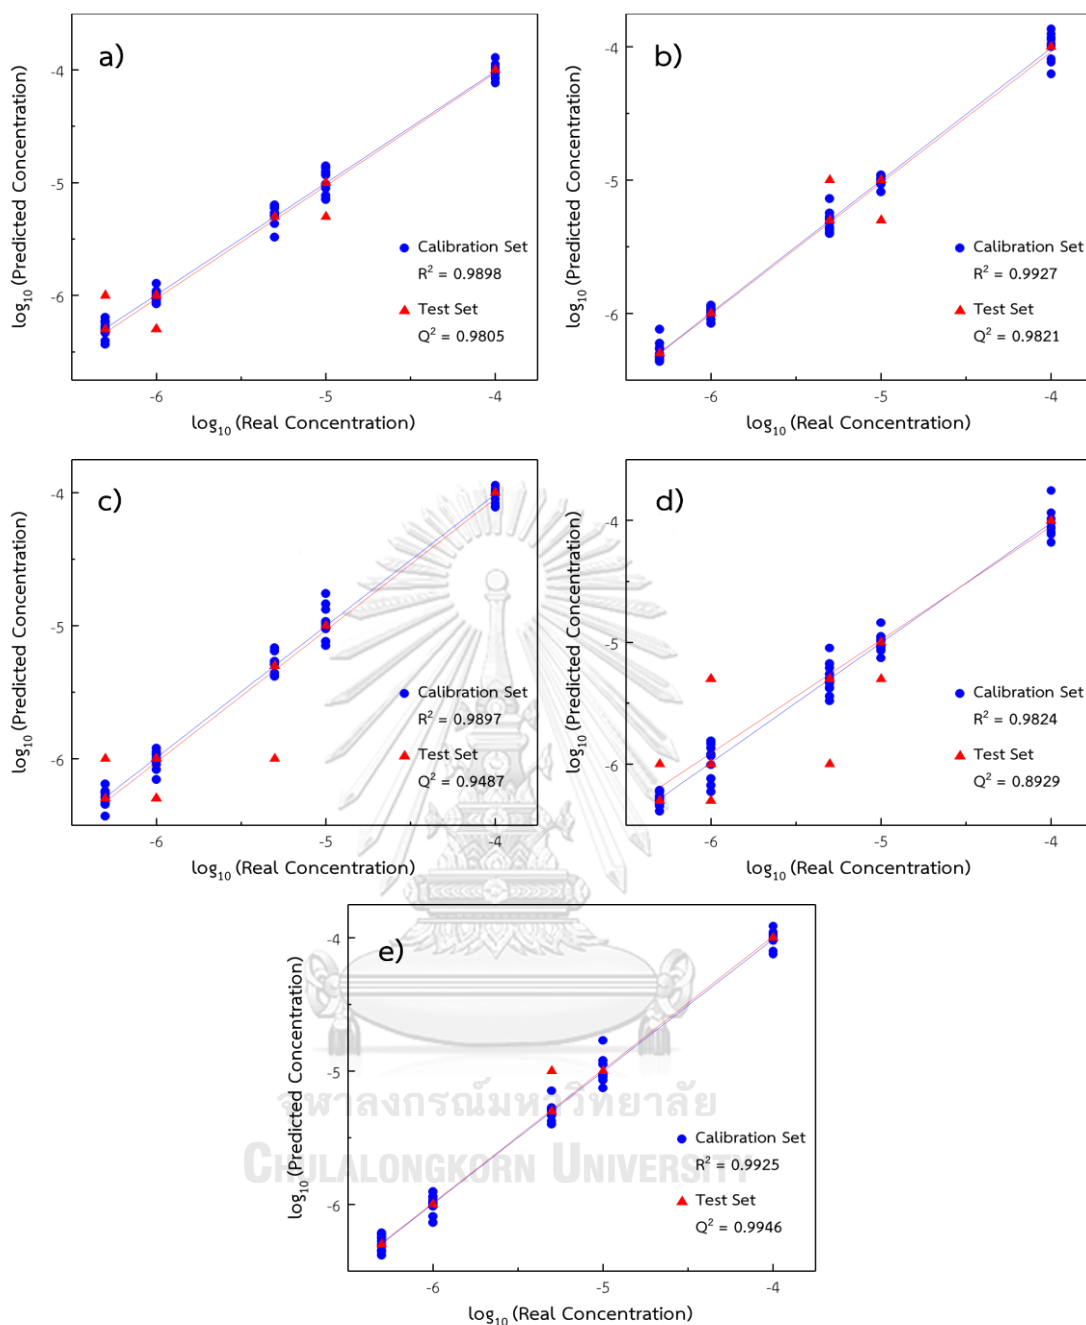 a)
-4
-5
-6
log₁₀ (Predicted Concentration)
Calibration Set
R² = 0.9898
Test Set
Q² = 0.9805
-6 -5 -4
log₁₀ (Real Concentration)
b)
-4
-5
-6
log₁₀ (Predicted Concentration)
Calibration Set
R² = 0.9927
Test Set
Q² = 0.9821
-6 -5 -4
log₁₀ (Real Concentration)
c)
-4
-5
-6
log₁₀ (Predicted Concentration)
Calibration Set
R² = 0.9897
Test Set
Q² = 0.9487
-6 -5 -4
log₁₀ (Real Concentration)
d)
-4
-5
-6
log₁₀ (Predicted Concentration)
Calibration Set
R² = 0.9824
Test Set
Q² = 0.8929
-6 -5 -4
log₁₀ (Real Concentration)
e)
-4
-5
-6
log₁₀ (Predicted Concentration)
จุฬาลงกรณ์มหาวิทยาลัย
CHULALONGKORN UNIVERSITY
Calibration Set
R² = 0.9925
Test Set
Q² = 0.9946
-6 -5 -4
log₁₀ (Real Concentration)